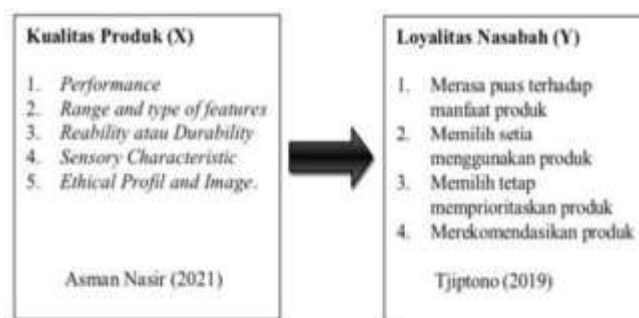 Kualitas Produk (X)
1. Performance
2. Range and type of features
3. Reability atau Durability
4. Sensory Characteristic
5. Ethical Profil and Image.
Asman Nasir (2021)
Loyalitas Nasabah (Y)
1. Merasa puas terhadap
manfaat produk
2. Memilih setia
menggunakan produk
3. Memilih tetap
memprioritaskan produk
4. Merekomendasikan produk
Tjiptono (2019)